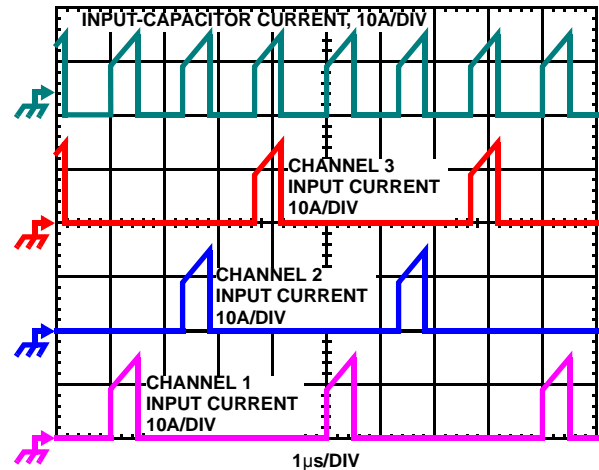 INPUT-CAPACITOR CURRENT, 10A/DIV
CHANNEL 3
INPUT CURRENT
10A/DIV
CHANNEL 2
INPUT CURRENT
10A/DIV
CHANNEL 1
INPUT CURRENT
10A/DIV
1μs/DIV